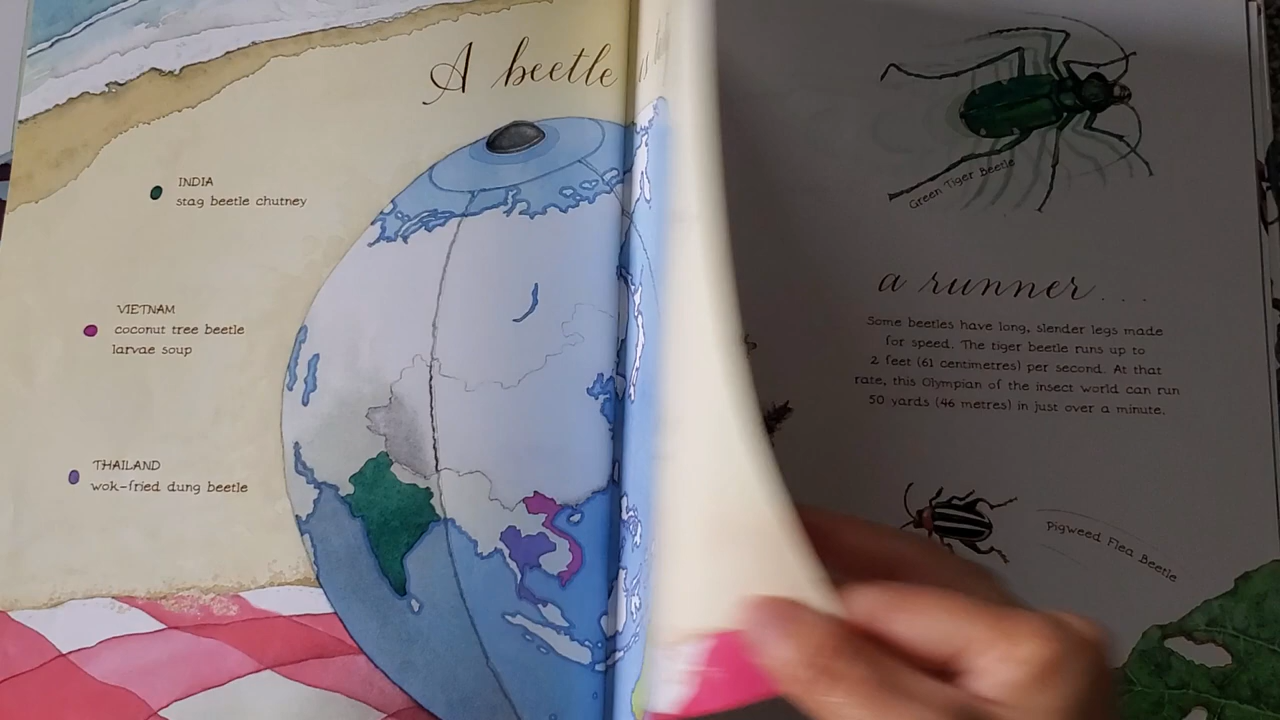 A beetle
INDIA
stag beetle chutney
VIETNAM
coconut tree beetle
larvae soup
THAILAND
wok-fried dung beetle
Green Tiger Beetle
a runner...
Some beetles have long, slender legs made
for speed. The tiger beetle runs up to
2 feet (61 centimetres) per second. At that
rate, this Olympian of the insect world can run
50 yards (46 metres) in just over a minute.
Pigweed Flea Beetle